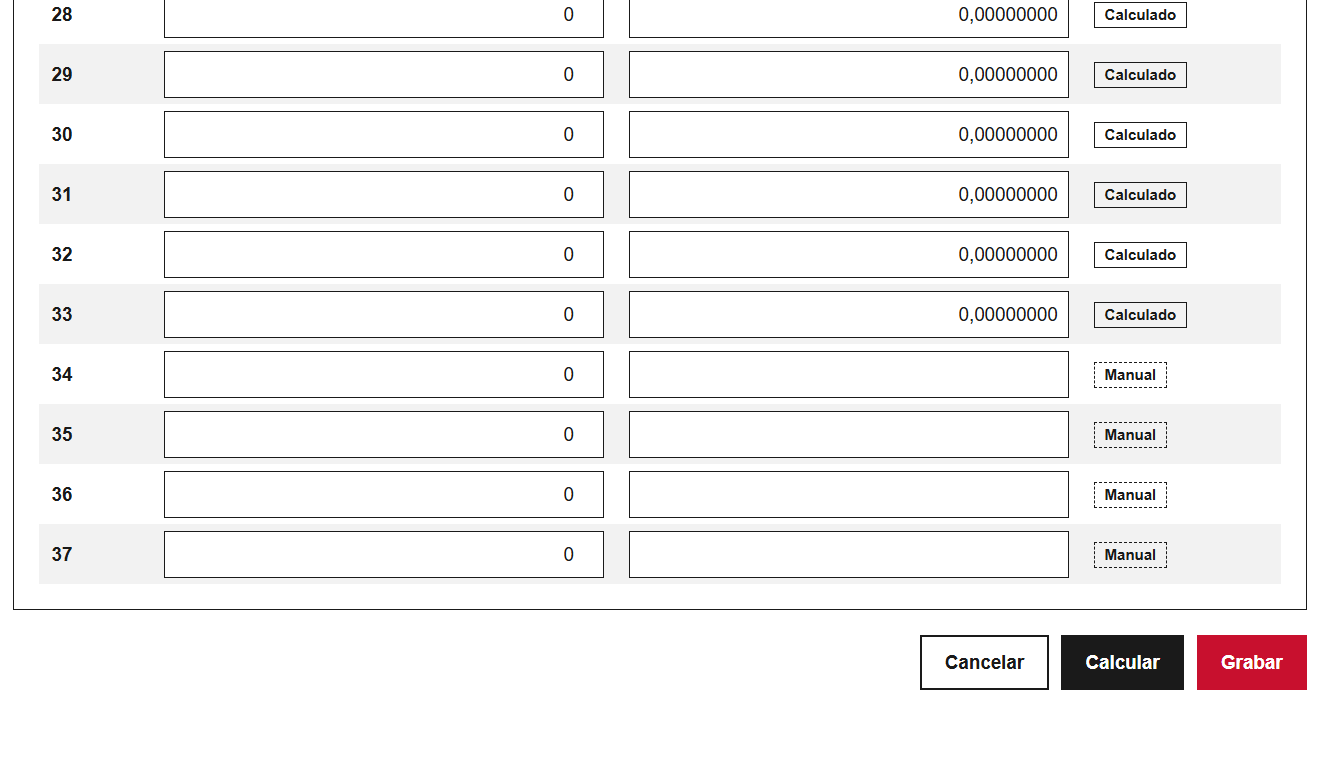 28 0 0,00000000 Calculado
29 0 0,00000000 Calculado
30 0 0,00000000 Calculado
31 0 0,00000000 Calculado
32 0 0,00000000 Calculado
33 0 0,00000000 Calculado
34 0 Manual
35 0 Manual
36 0 Manual
37 0 Manual
Cancelar Calcular Grabar